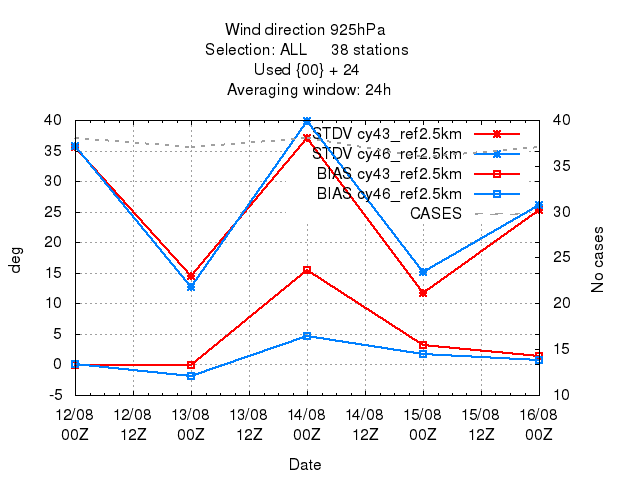 Wind direction 925hPa
Selection: ALL 38 stations
Used {00} + 24
Averaging window: 24h
STDV cy43_ref2.5km
STDV cy46_ref2.5km
BIAS cy43_ref2.5km
BIAS cy46_ref2.5km
CASES
deg
40
35
30
25
20
15
10
5
0
-5
No cases
40
35
30
25
20
15
10
12/08 12/08 13/08 13/08 14/08 14/08 15/08 15/08 16/08
00Z 12Z 00Z 12Z 00Z 12Z 00Z 12Z 00Z
Date